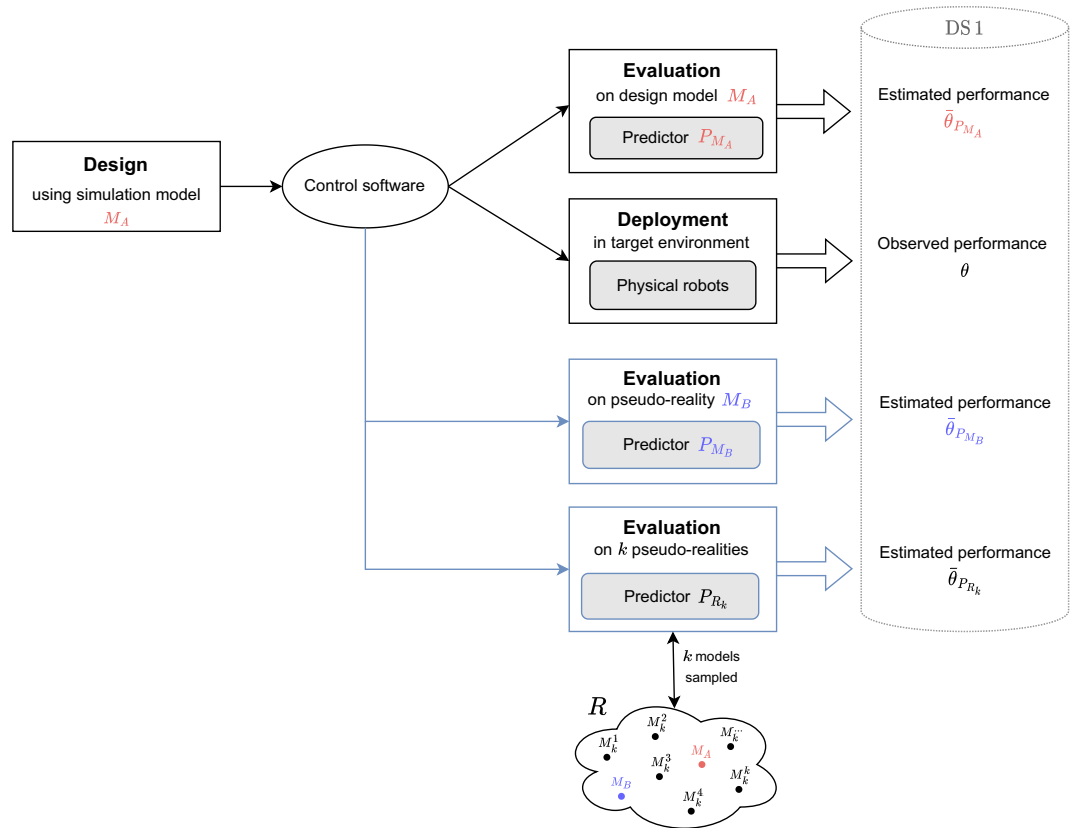 DS 1
Design
using simulation model
M_A
Control software
Evaluation
on design model M_A
Predictor P_{M_A}
Estimated performance
θ̄_{P_{M_A}}
Deployment
in target environment
Physical robots
Observed performance
θ
Evaluation
on pseudo-reality M_B
Predictor P_{M_B}
Estimated performance
θ̄_{P_{M_B}}
Evaluation
on k pseudo-realities
Predictor P_{R_k}
Estimated performance
θ̄_{P_{R_k}}
k models
sampled
R
M_k^1
M_k^2
M_k^{...}
M_k^3
M_A
M_B
M_k^4
M_k^k